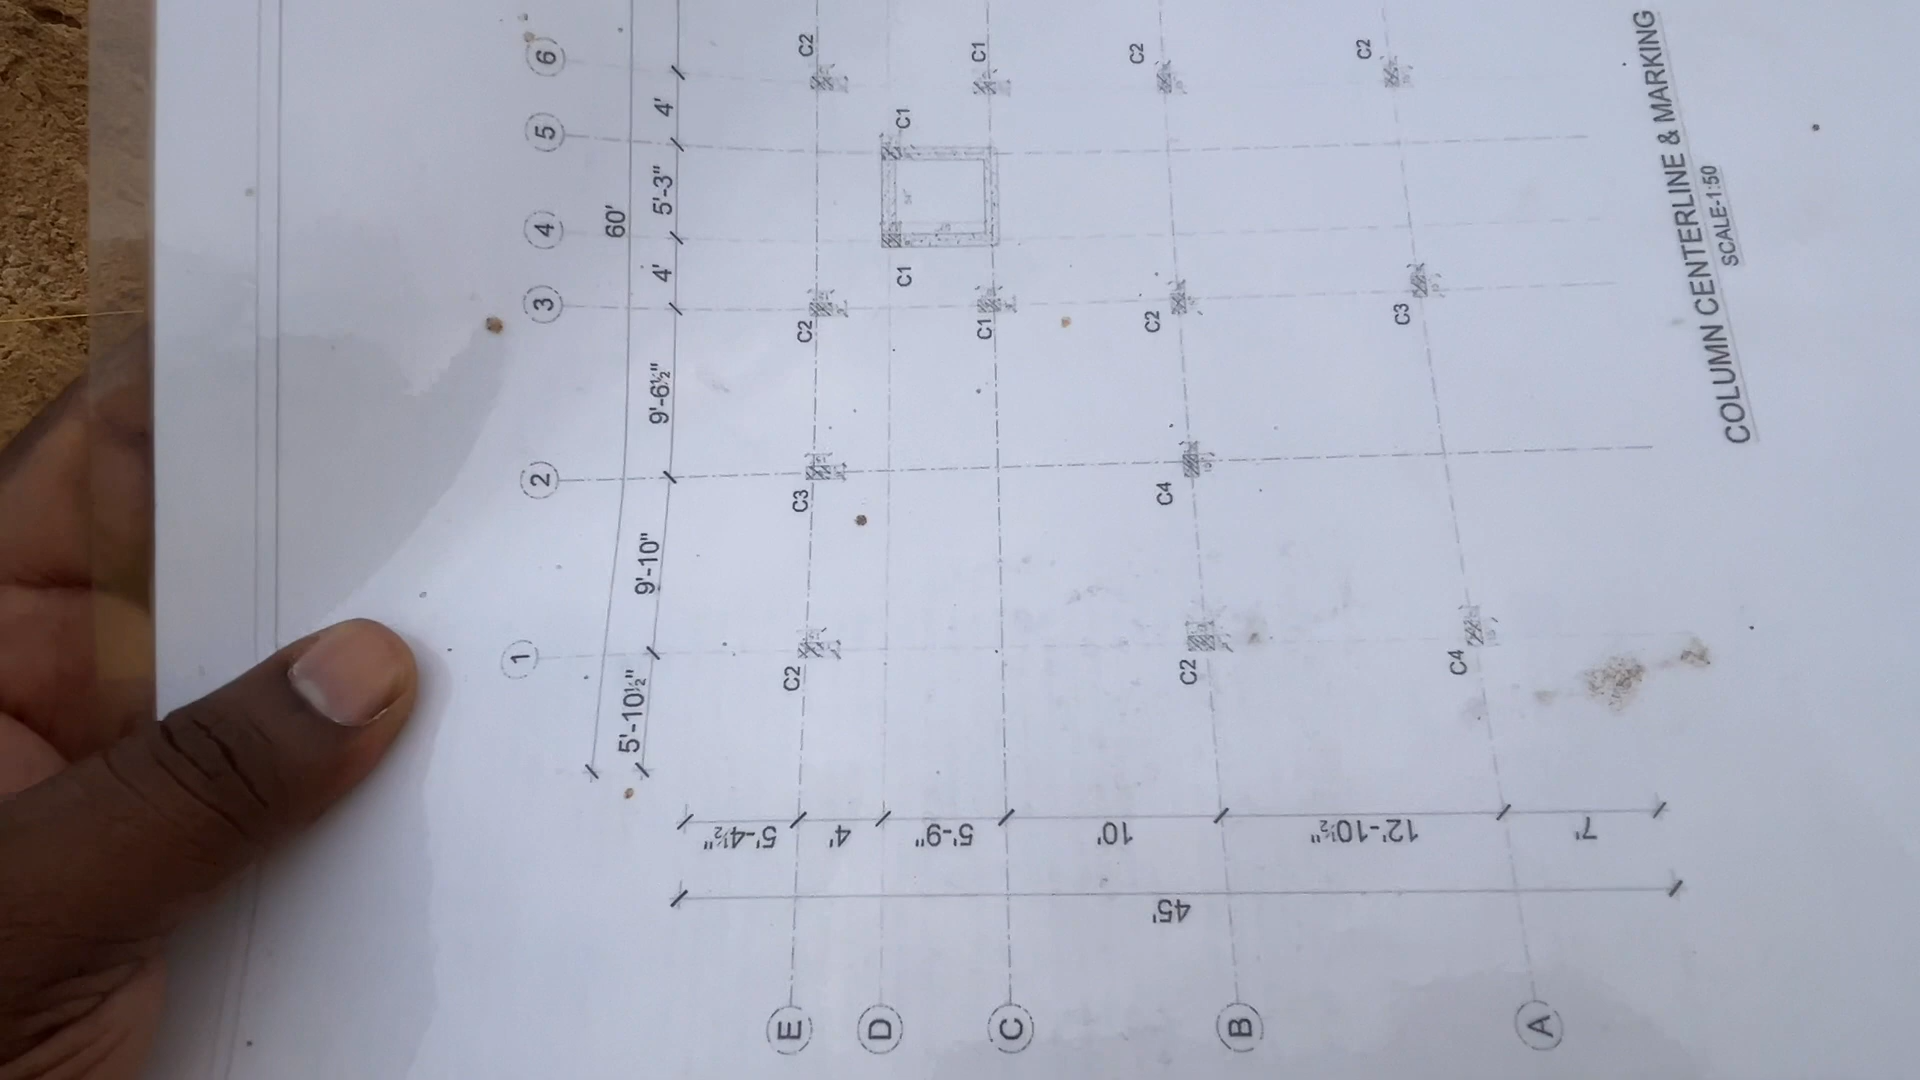 1
2
3
4
5
6
60'
5'-10½"
9'-10"
9'-6½"
4'
5'-3"
4'
C2
C3
C2
C2
C1
C1
C1
C1
C2
C4
C2
C2
C4
C3
C2
5'-4½"
4'
5'-9"
10'
12'-10½"
7'
45'
E
D
C
B
A
COLUMN CENTERLINE & MARKING
SCALE-1:50